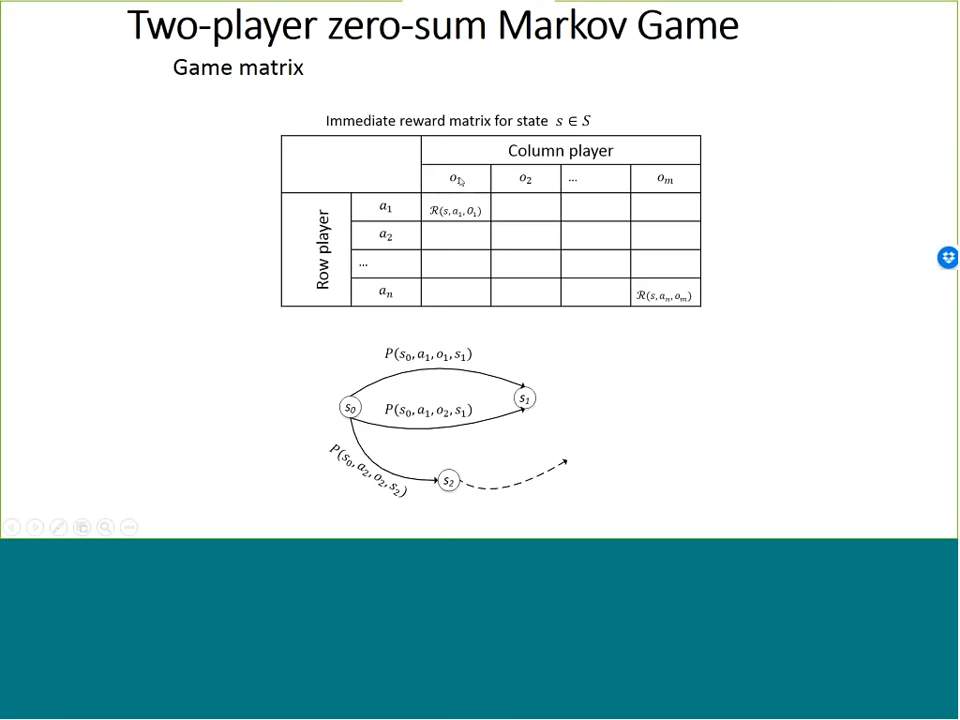 Two-player zero-sum Markov Game
Game matrix
Immediate reward matrix for state s ∈ S
Column player
o₁ o₂ ... oₘ
Row player
a₁ ℛ(s, a₁, O₁)
a₂
...
aₙ ℛ(s, aₙ, oₘ)
P(s₀, a₁, o₁, s₁)
s₀ P(s₀, a₁, o₂, s₁) s₁
P(s₀, a₂, o₂, s₂)
s₂